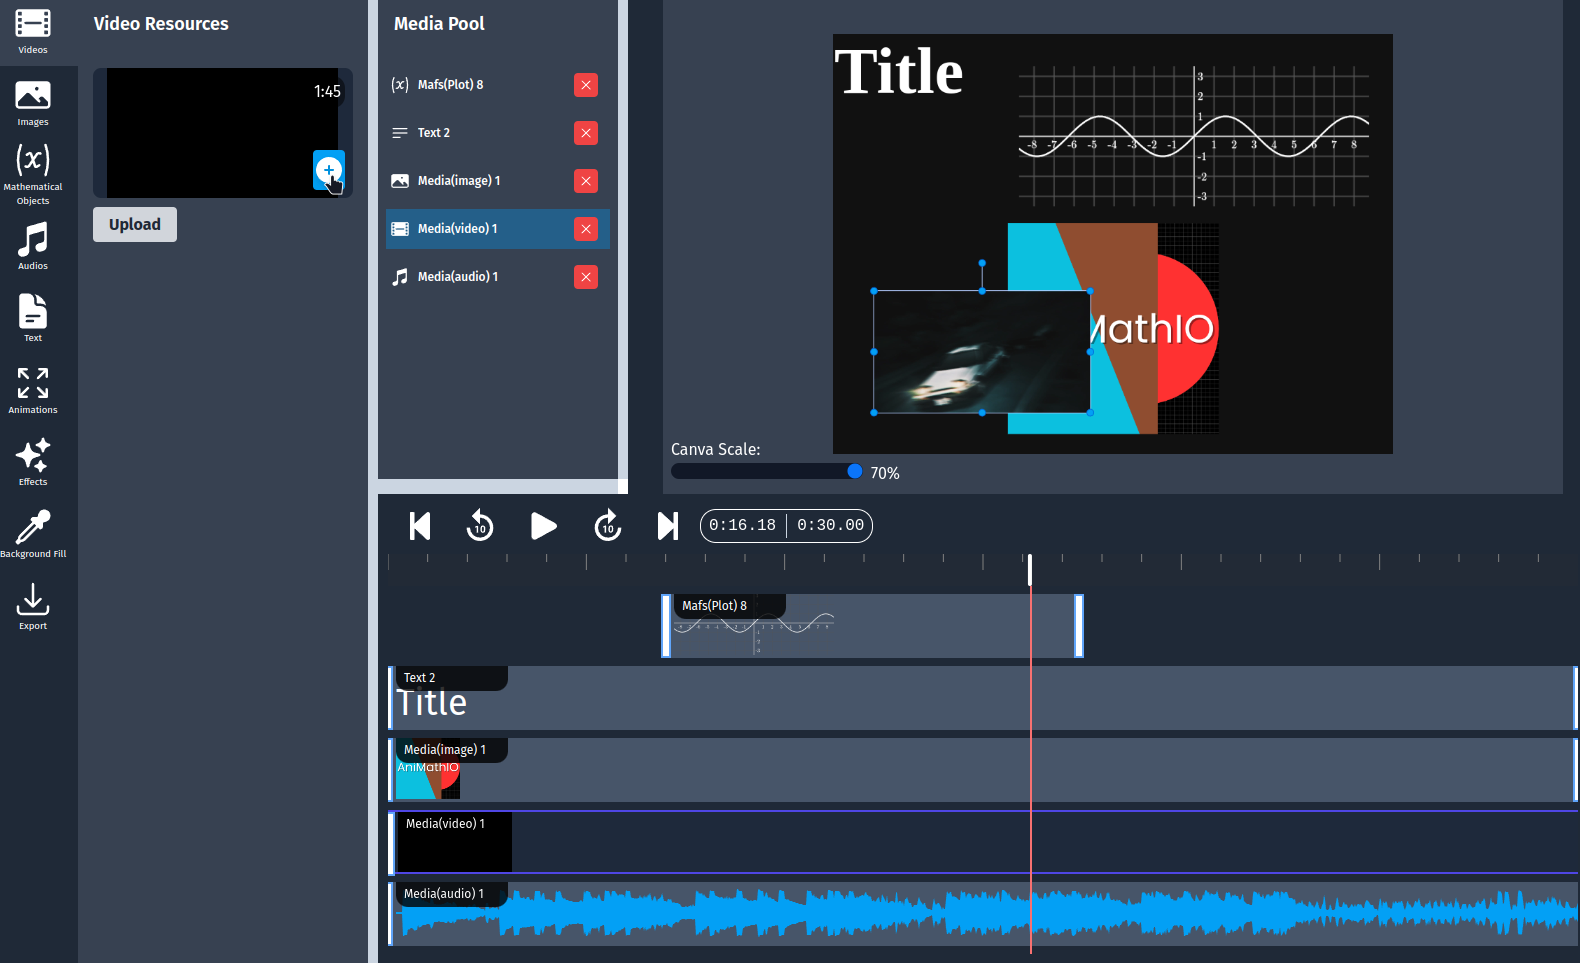 Videos
Images
(x)
Mathematical
Objects
Audios
Text
Animations
Effects
Background Fill
Export
Video Resources
1:45
Upload
Media Pool
(x) Mafs(Plot) 8
Text 2
Media(image) 1
Media(video) 1
Media(audio) 1
Title
3
2
1
-8 -7 -6 -5 -4 -3 -2 -1 1 2 3 4 5 6 7 8
-1
-2
-3
MathIO
Canva Scale:
70%
10
10
0:16.18 0:30.00
Mafs(Plot) 8
Text 2
Title
Media(image) 1
AniMathIO
Media(video) 1
Media(audio) 1